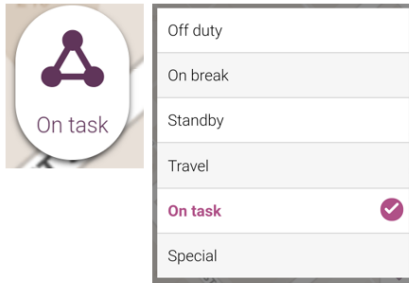 On task
Off duty
On break
Standby
Travel
On task
Special